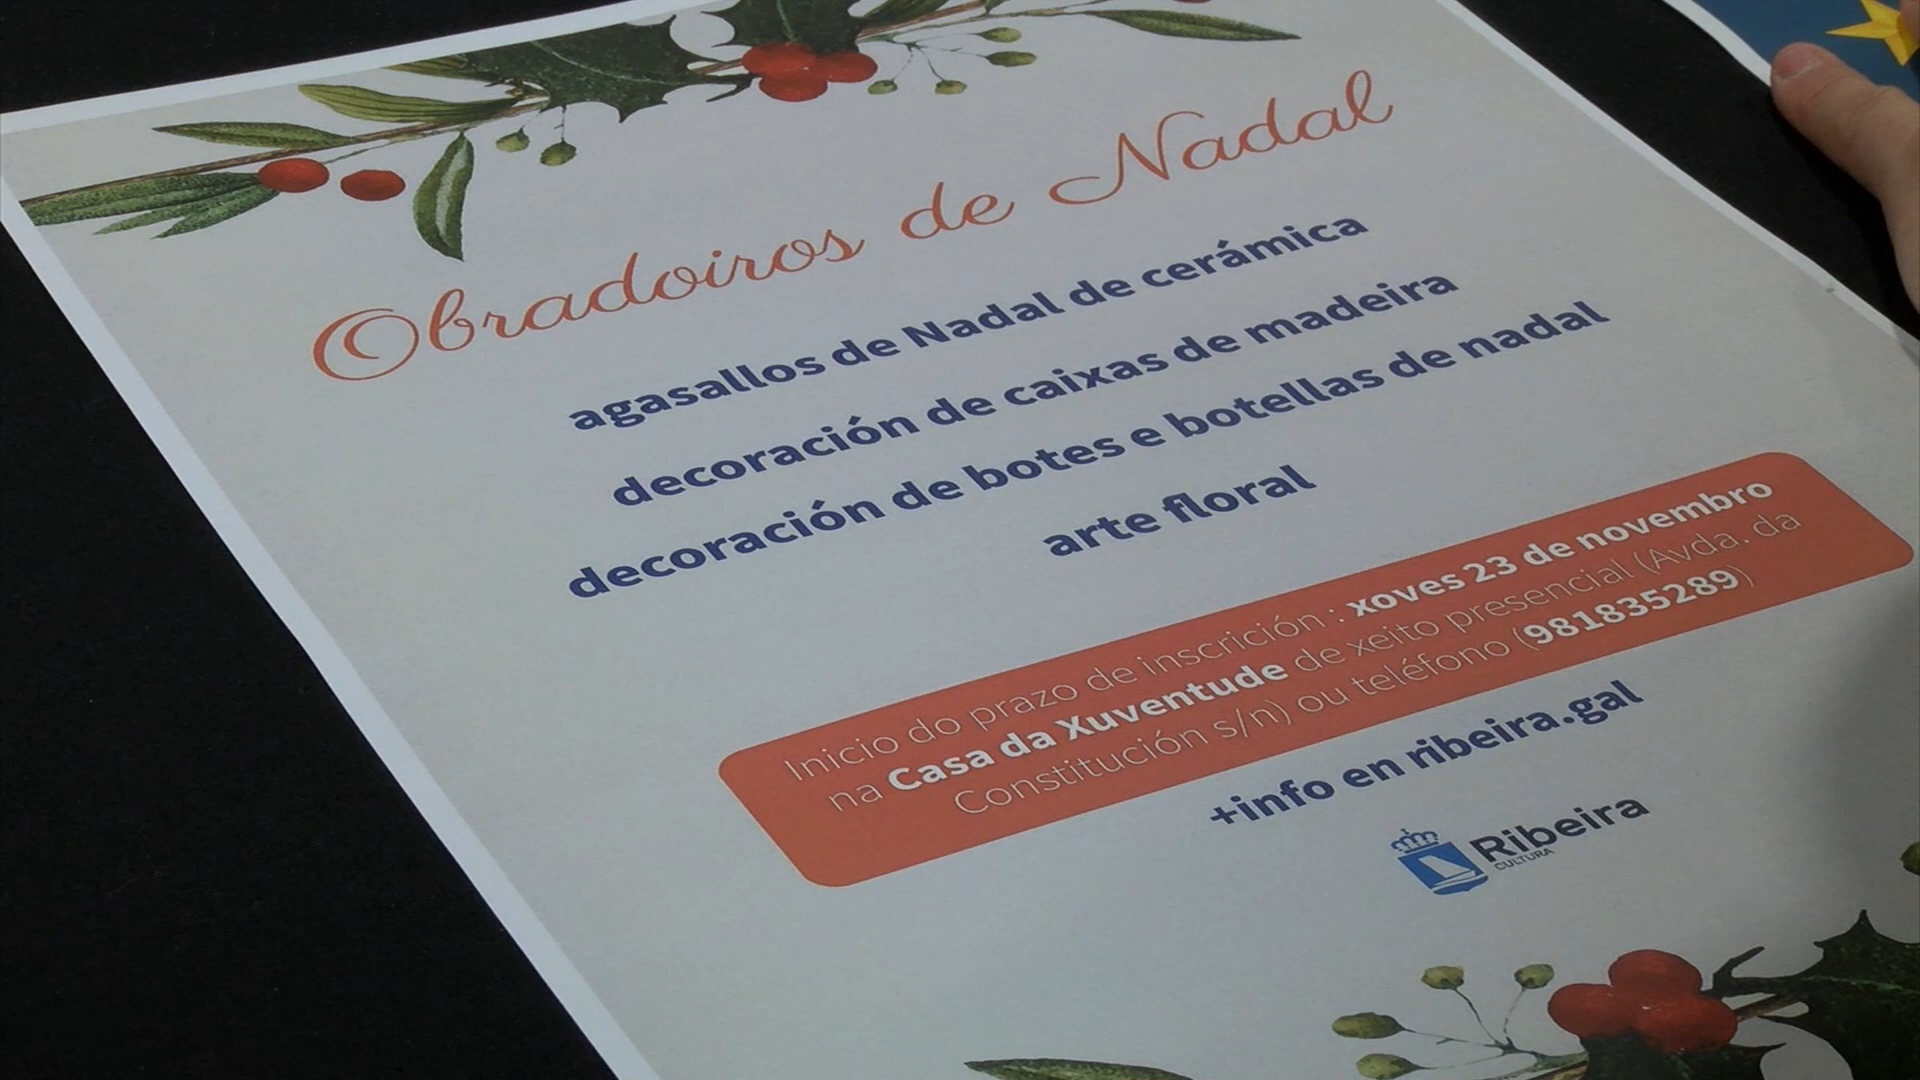 Obradoiros de Nadal
agasallos de Nadal de cerámica
decoración de caixas de madeira
decoración de botes e botellas de nadal
arte floral
Inicio do prazo de inscrición : xoves 23 de novembro
na Casa da Xuventude de xeito presencial (Avda. da
Constitución s/n) ou teléfono (981835289)
+info en ribeira.gal
Ribeira
CULTURA